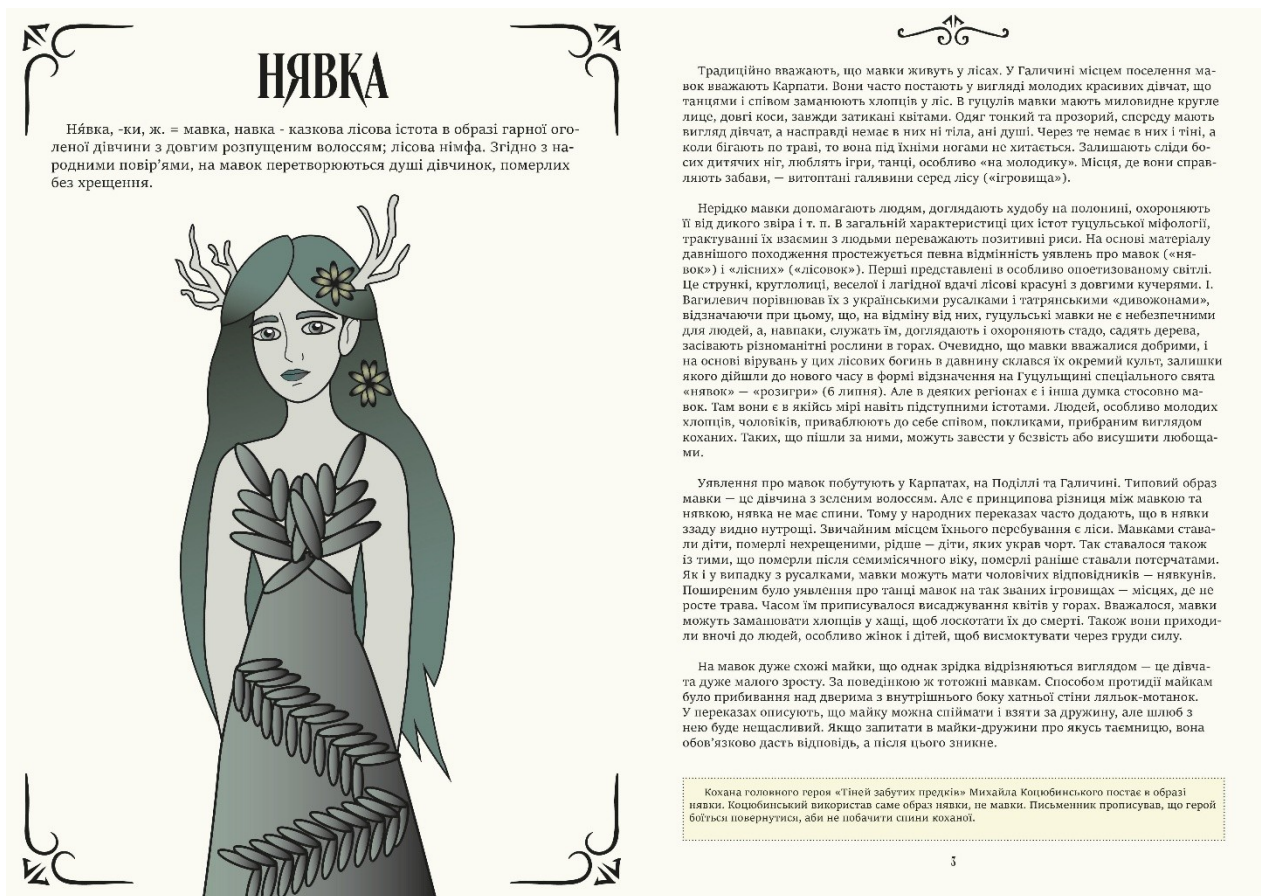 НЯВКА
Ня́вка, -ки, ж. = мавка, навка - казкова лісова істота в образі гарної ого-
леної дівчини з довгим розпущеним волоссям; лісова німфа. Згідно з на-
родними повір’ями, на мавок перетворюються душі дівчинок, померлих
без хрещення.
Традиційно вважають, що мавки живуть у лісах. У Галичині місцем поселення ма-
вок вважають Карпати. Вони часто постають у вигляді молодих красивих дівчат, що
танцями і співом заманюють хлопців у ліс. В гуцулів мавки мають миловидне кругле
лице, довгі коси, завжди затикані квітами. Одяг тонкий та прозорий, спереду мають
вигляд дівчат, а насправді немає в них ні тіла, ані душі. Через те немає в них і тіні, а
коли бігають по траві, то вона під їхніми ногами не хитається. Залишають сліди бо-
сих дитячих ніг, люблять ігри, танці, особливо «на молодику». Місця, де вони справ-
ляють забави, — витоптані галявини серед лісу («ігровища»).
Нерідко мавки допомагають людям, доглядають худобу на полонині, охороняють
її від дикого звіра і т. п. В загальній характеристиці цих істот гуцульської міфології,
трактуванні їх взаємин з людьми переважають позитивні риси. На основі матеріалу
давнішого походження простежується певна відмінність уявлень про мавок («ня-
вок») і «лісних» («лісовок»). Перші представлені в особливо опоетизованому світлі.
Це стрункі, круглолиці, веселої і лагідної вдачі лісові красуні з довгими кучерями. І.
Вагилевич порівнював їх з українськими русалками і татрянськими «дивожонами»,
відзначаючи при цьому, що, на відміну від них, гуцульські мавки не є небезпечними
для людей, а, навпаки, служать їм, доглядають і охороняють стадо, садять дерева,
засівають різноманітні рослини в горах. Очевидно, що мавки вважалися добрими, і
на основі вірувань у цих лісових богинь в давнину склався їх окремий культ, залишки
якого дійшли до нового часу в формі відзначення на Гуцульщині спеціального свята
«нявок» — «розигри» (6 липня). Але в деяких регіонах є і інша думка стосовно ма-
вок. Там вони є в якійсь мірі навіть підступними істотами. Людей, особливо молодих
хлопців, чоловіків, приваблюють до себе співом, покликами, прибраним виглядом
коханих. Таких, що пішли за ними, можуть завести у безвість або висушити любоща-
ми.
Уявлення про мавок побутують у Карпатах, на Поділлі та Галичині. Типовий образ
мавки — це дівчина з зеленим волоссям. Але є принципова різниця між мавкою та
нявкою, нявка не має спини. Тому у народних переказах часто додають, що в нявки
ззаду видно нутрощі. Звичайним місцем їхнього перебування є ліси. Мавками става-
ли діти, померлі нехрещеними, рідше — діти, яких украв чорт. Так ставалося також
із тими, що померли після семимісячного віку, померлі раніше ставали потерчатами.
Як і у випадку з русалками, мавки можуть мати чоловічих відповідників — нявкунів.
Поширеним було уявлення про танці мавок на так званих ігровищах — місцях, де не
росте трава. Часом їм приписувалось висаджування квітів у горах. Вважалося, мавки
можуть заманювати хлопців у хащі, щоб лоскотати їх до смерті. Також вони приходи-
ли вночі до людей, особливо жінок і дітей, щоб висмоктувати через груди силу.
На мавок дуже схожі майки, що однак зрідка відрізняються виглядом — це дівча-
та дуже малого зросту. За поведінкою ж тотожні мавкам. Способом протидії майкам
було прибивання над дверима з внутрішнього боку хатньої стіни ляльок-мотанок.
У переказах описують, що майку можна спіймати і взяти за дружину, але шлюб з
нею буде нещасливий. Якщо запитати в майки-дружини про якусь таємницю, вона
обов’язково дасть відповідь, а після цього зникне.
Кохана головного героя «Тіней забутих предків» Михайла Коцюбинського постає в образі
нявки. Коцюбинський використав саме образ нявки, не мавки. Письменник прописував, що герой
боїться повернутися, аби не побачити спини коханої.